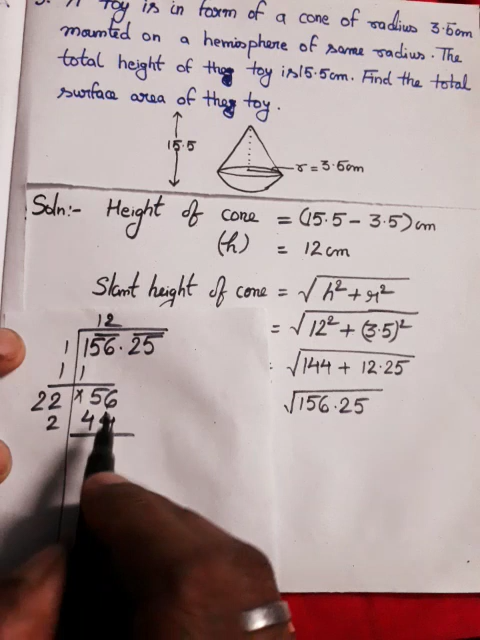 TOY is in form of a cone of radius 3.5cm
mounted on a hemisphere of same radius. The
total height of the toy is 15.5cm. Find the total
surface area of the toy.
15.5
r = 3.5cm
Soln:- Height of cone = (15.5 - 3.5) cm
(h) = 12 cm
Slant height of cone = √h² + r²
= √12² + (3.5)²
√144 + 12.25
√156.25
12
1 156.25
1 1
22 × 56
2 44